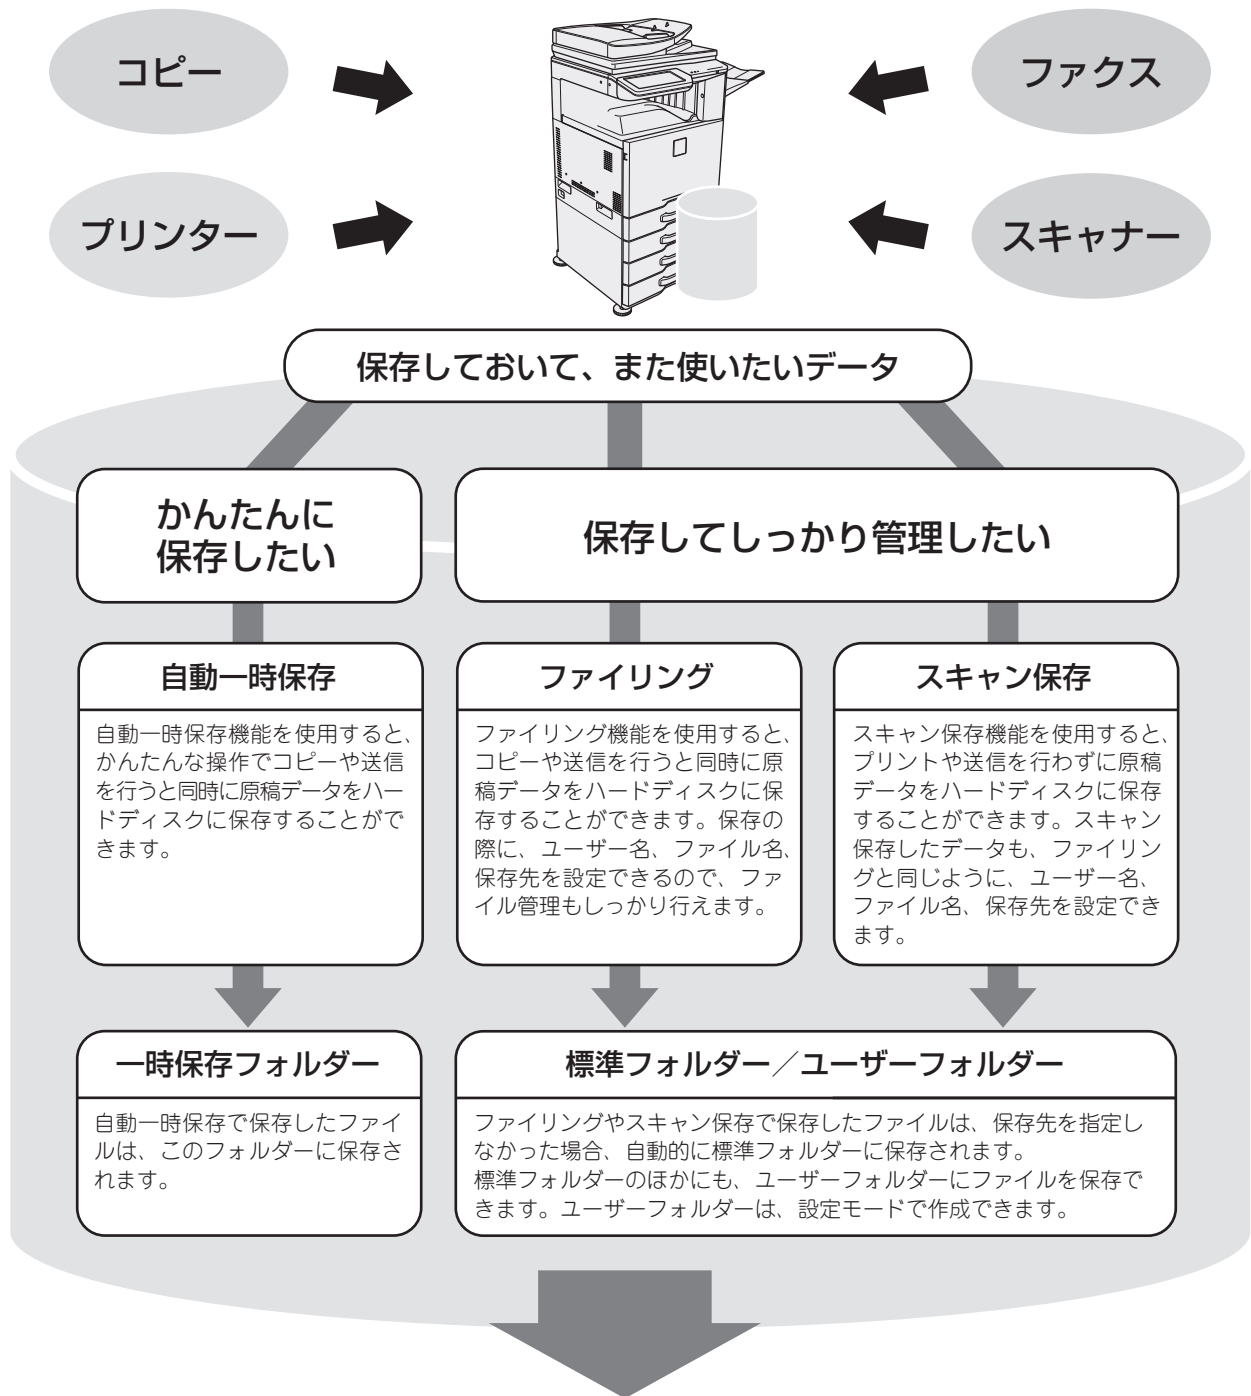 コピー
ファクス
プリンター
スキャナー
保存しておいて、また使いたいデータ
かんたんに
保存したい
保存してしっかり管理したい
自動一時保存
自動一時保存機能を使用すると、
かんたんな操作でコピーや送信
を行うと同時に原稿データをハー
ドディスクに保存することがで
きます。
ファイリング
ファイリング機能を使用すると、
コピーや送信を行うと同時に原
稿データをハードディスクに保
存することができます。保存の
際に、ユーザー名、ファイル名、
保存先を設定できるので、ファ
イル管理もしっかり行えます。
スキャン保存
スキャン保存機能を使用すると、
プリントや送信を行わずに原稿
データをハードディスクに保存
することができます。スキャン
保存したデータも、ファイリン
グと同じように、ユーザー名、
ファイル名、保存先を設定でき
ます。
一時保存フォルダー
自動一時保存で保存したファイ
ルは、このフォルダーに保存さ
れます。
標準フォルダー／ユーザーフォルダー
ファイリングやスキャン保存で保存したファイルは、保存先を指定し
なかった場合、自動的に標準フォルダーに保存されます。
標準フォルダーのほかにも、ユーザーフォルダーにファイルを保存で
きます。ユーザーフォルダーは、設定モードで作成できます。